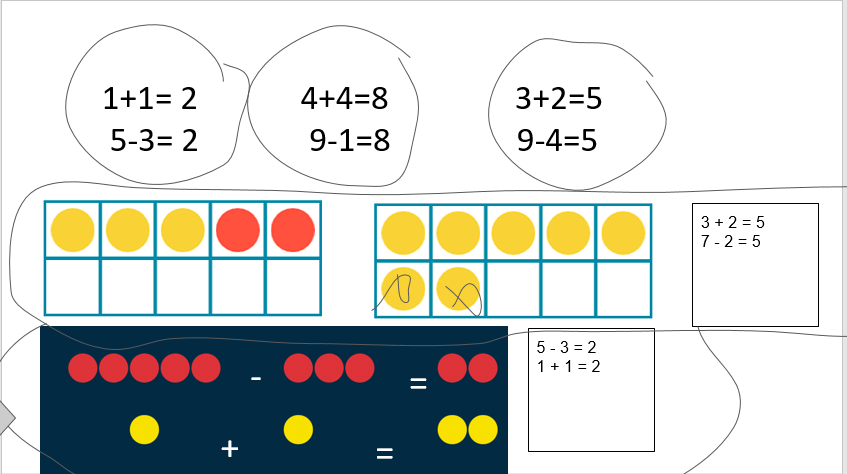 1+1= 2
5-3= 2
4+4=8
9-1=8
3+2=5
9-4=5
3 + 2 = 5
7 - 2 = 5
- =
+ =
5 - 3 = 2
1 + 1 = 2